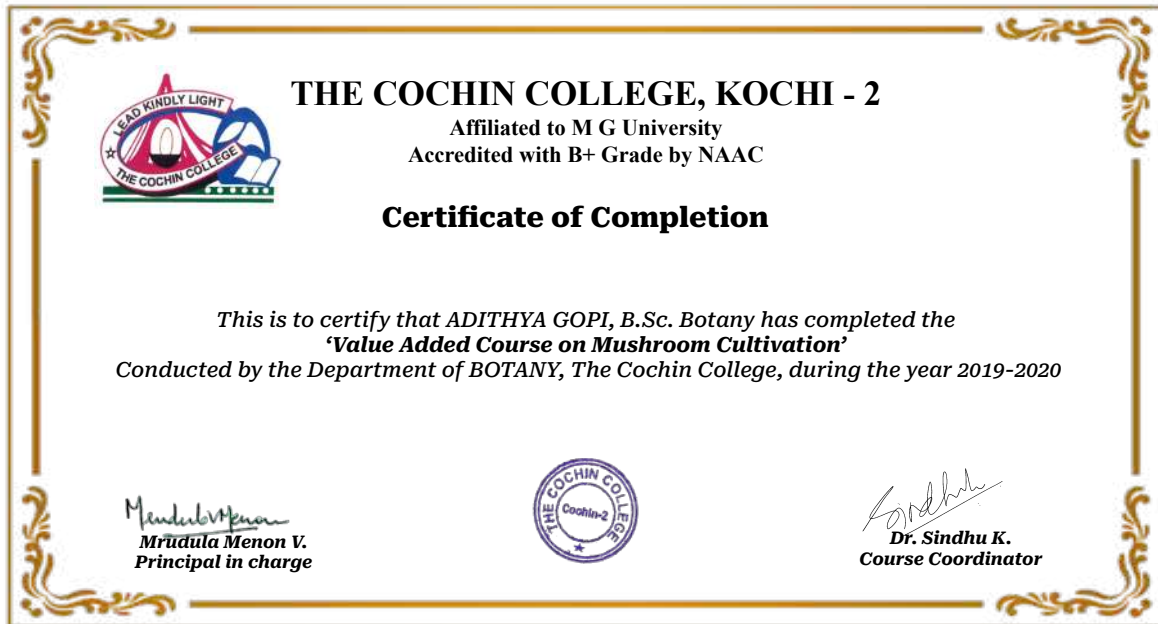 LEAD KINDLY LIGHT
THE COCHIN COLLEGE
THE COCHIN COLLEGE, KOCHI - 2
Affiliated to M G University
Accredited with B+ Grade by NAAC
Certificate of Completion
This is to certify that ADITHYA GOPI, B.Sc. Botany has completed the
‘Value Added Course on Mushroom Cultivation’
Conducted by the Department of BOTANY, The Cochin College, during the year 2019-2020
MendulaVMenon
Mrudula Menon V.
Principal in charge
THE COCHIN COLLEGE
Cochin-2
Sindhu
Dr. Sindhu K.
Course Coordinator